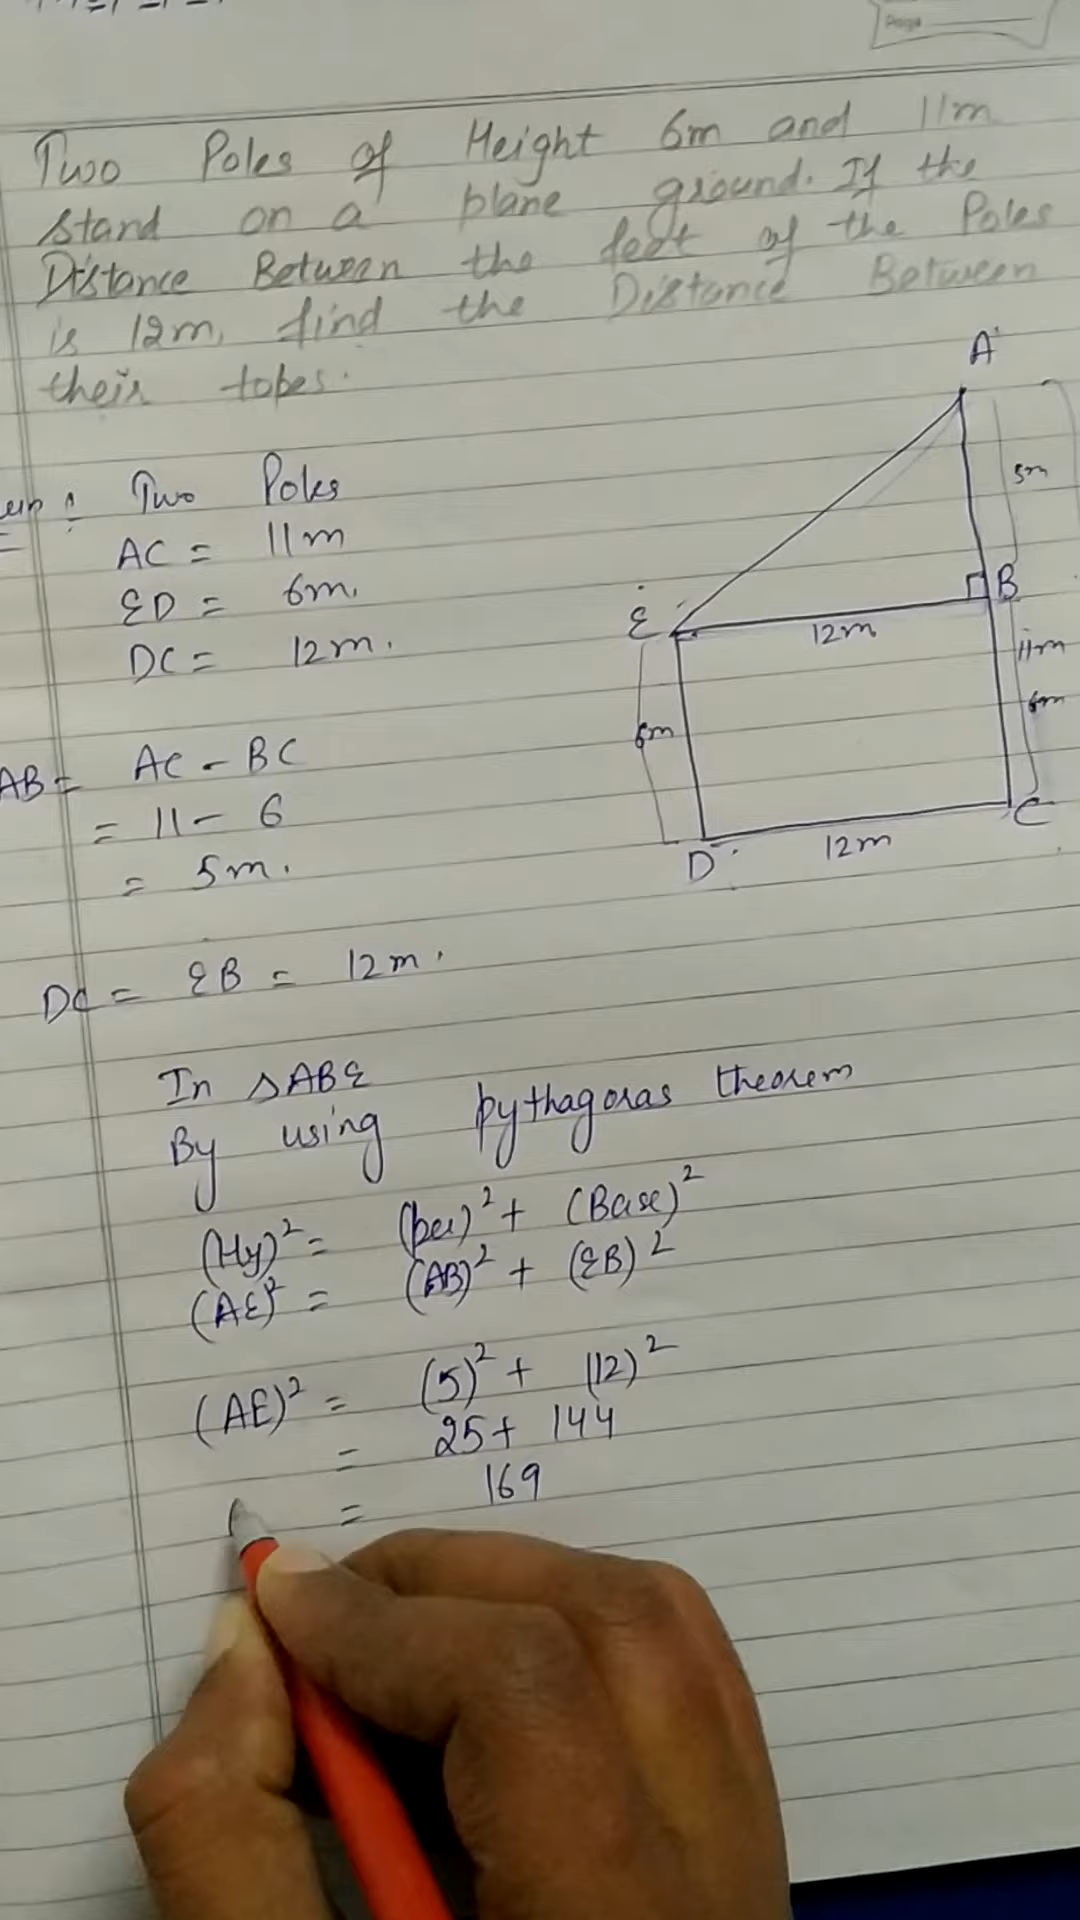 Page
Two Poles of Height 6m and 11m
stand on a plane ground. If the
Distance Between the feet of the Poles
is 12m, find the Distance Between
their topes.
Two Poles
AC = 11m
ED = 6m.
DC = 12m.
AB = AC - BC
= 11 - 6
= 5m.
DC = EB = 12m.
A
5m
B
E
12m
11m
6m
6m
C
D
12m
In △ABE
By using pythagoras theorem
(Hy)² = (per)² + (Base)²
(AE)² = (AB)² + (EB)²
(AE)² = (5)² + (12)²
= 25 + 144
= 169